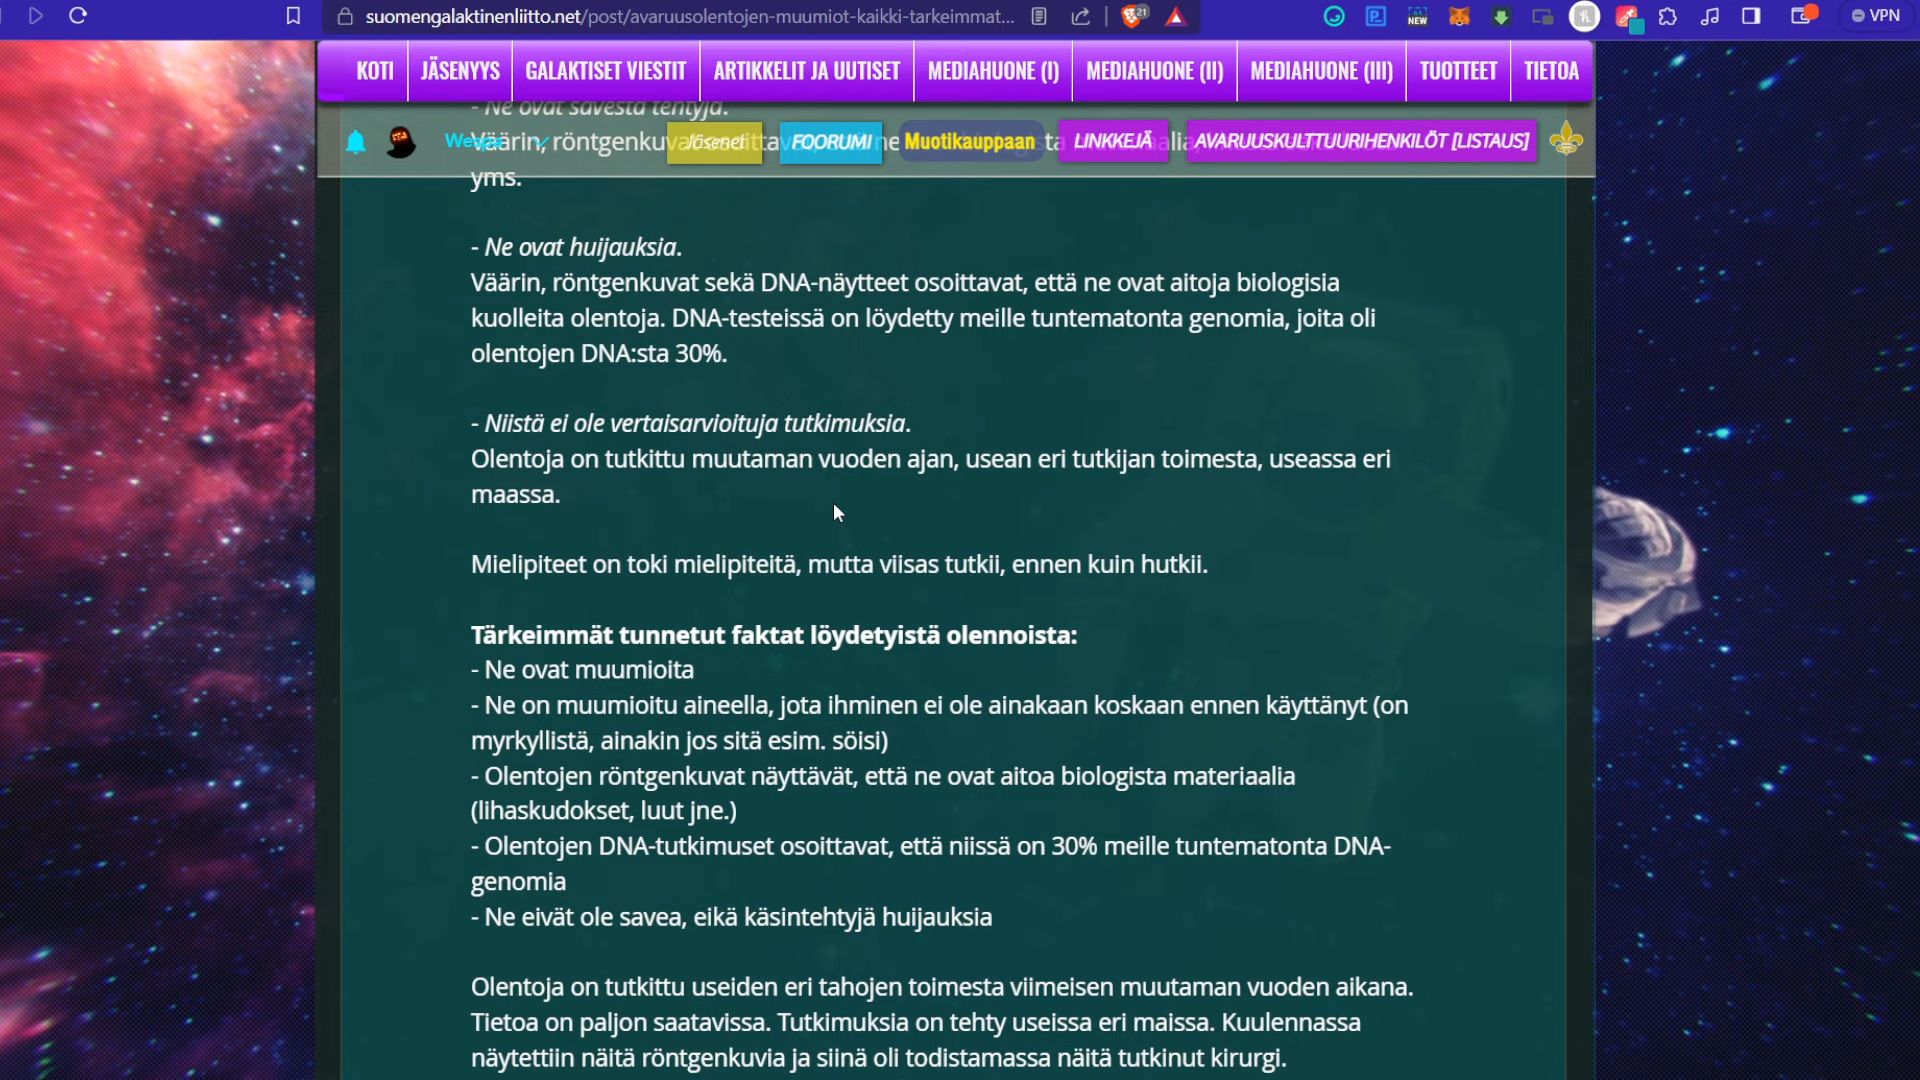 suomengalaktinenliitto.net/post/avaruusolentojen-muumiot-kaikki-tarkeimmat...
21
NEW
VPN
KOTI JÄSENYYS GALAKTISET VIESTIT ARTIKKELIT JA UUTISET MEDIAHUONE (I) MEDIAHUONE (II) MEDIAHUONE (III) TUOTTEET TIETOA
- Ne ovat savesta tehtyjä.
Jäsenet FOORUMI Muotikauppaan LINKKEJÄ AVARUUSKULTTUURIHENKILÖT [LISTAUS]
Väärin, röntgenkuvat
yms.
- Ne ovat huijauksia.
Väärin, röntgenkuvat sekä DNA-näytteet osoittavat, että ne ovat aitoja biologisia
kuolleita olentoja. DNA-testeissä on löydetty meille tuntematonta genomia, joita oli
olentojen DNA:sta 30%.
- Niistä ei ole vertaisarvioituja tutkimuksia.
Olentoja on tutkittu muutaman vuoden ajan, usean eri tutkijan toimesta, useassa eri
maassa.
Mielipiteet on toki mielipiteitä, mutta viisas tutkii, ennen kuin hutkii.
Tärkeimmät tunnetut faktat löydetyistä olennoista:
- Ne ovat muumioita
- Ne on muumioitu aineella, jota ihminen ei ole ainakaan koskaan ennen käyttänyt (on
myrkyllistä, ainakin jos sitä esim. söisi)
- Olentojen röntgenkuvat näyttävät, että ne ovat aitoa biologista materiaalia
(lihaskudokset, luut jne.)
- Olentojen DNA-tutkimuset osoittavat, että niissä on 30% meille tuntematonta DNA-
genomia
- Ne eivät ole savea, eikä käsintehtyjä huijauksia
Olentoja on tutkittu useiden eri tahojen toimesta viimeisen muutaman vuoden aikana.
Tietoa on paljon saatavissa. Tutkimuksia on tehty useissa eri maissa. Kuulennassa
näytettiin näitä röntgenkuvia ja siinä oli todistamassa näitä tutkinut kirurgi.